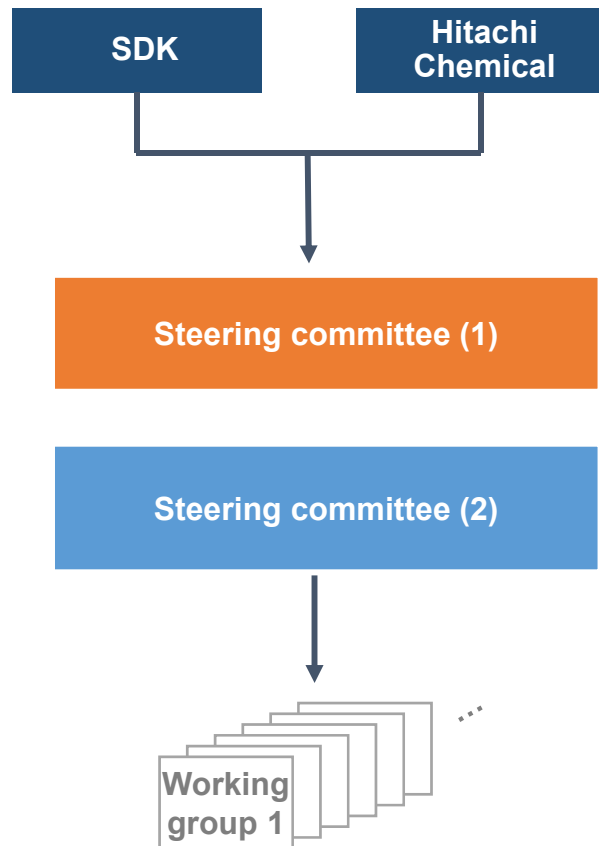 SDK
Hitachi
Chemical
Steering committee (1)
Steering committee (2)
...
Working
group 1